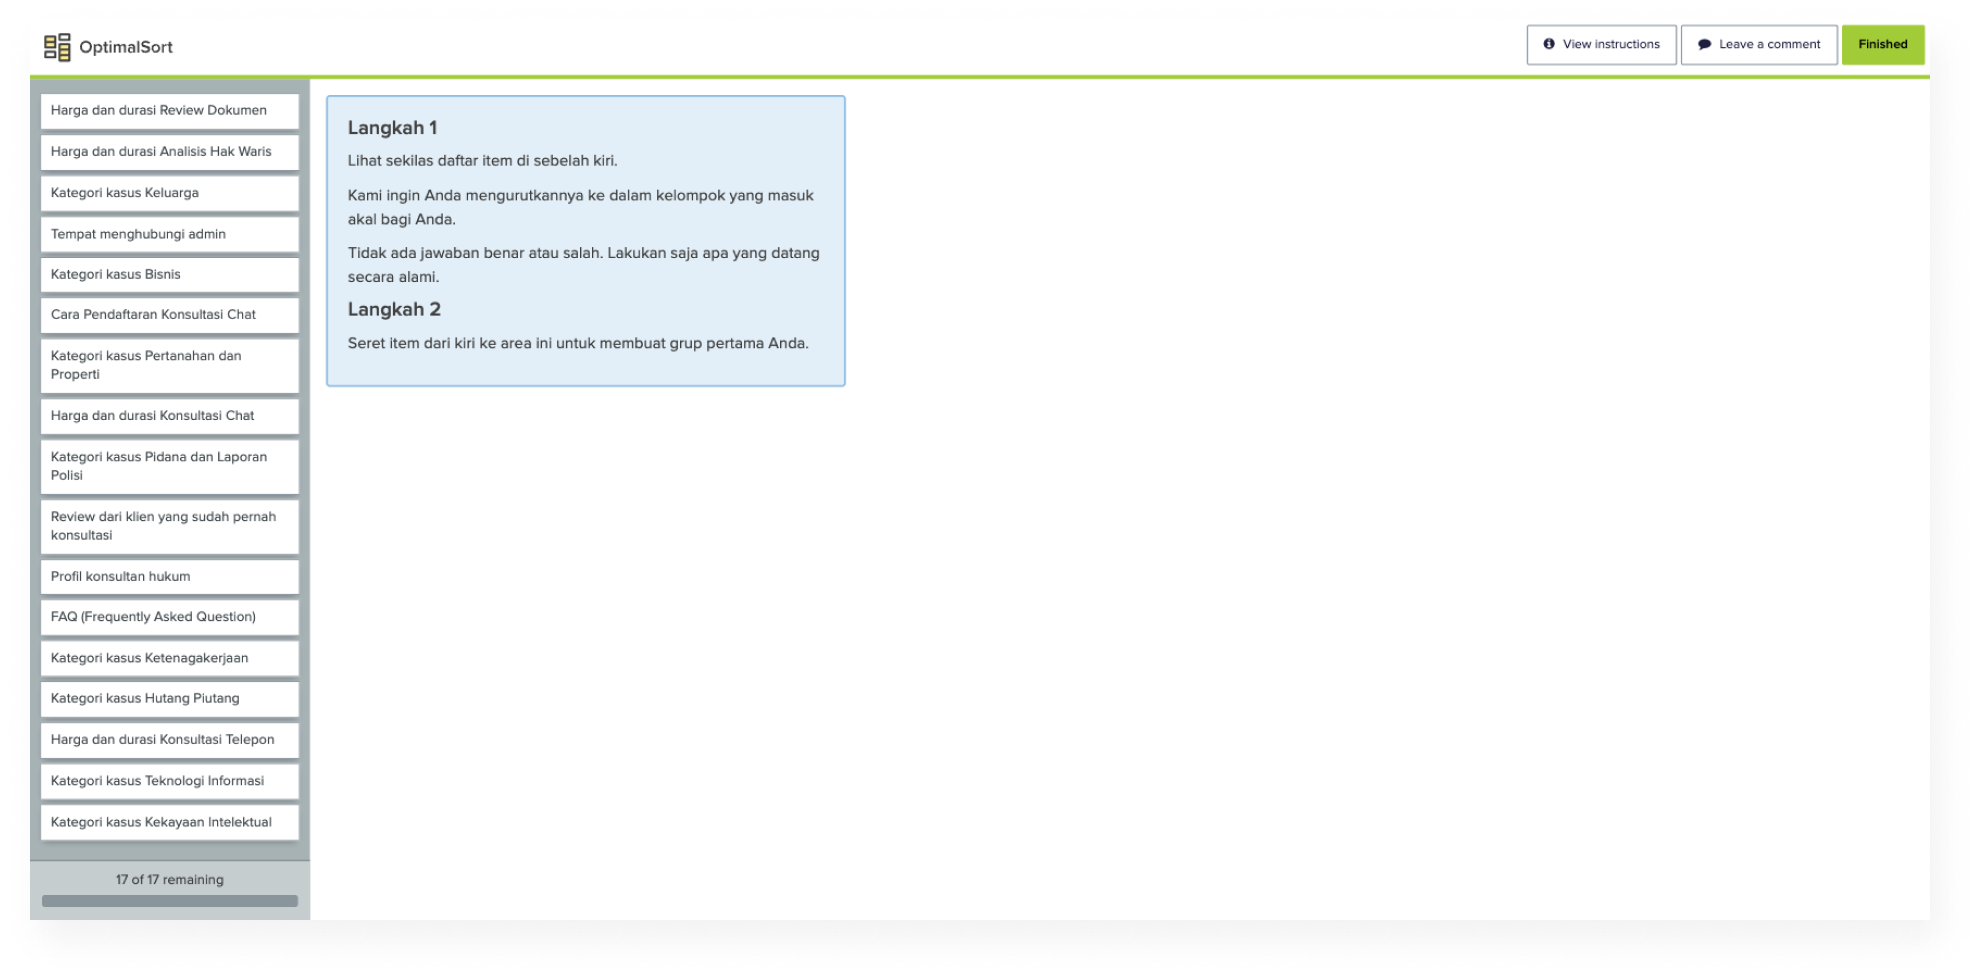 OptimalSort
View instructions
Leave a comment
Finished
Harga dan durasi Review Dokumen
Harga dan durasi Analisis Hak Waris
Kategori kasus Keluarga
Tempat menghubungi admin
Kategori kasus Bisnis
Cara Pendaftaran Konsultasi Chat
Kategori kasus Pertanahan dan
Properti
Harga dan durasi Konsultasi Chat
Kategori kasus Pidana dan Laporan
Polisi
Review dari klien yang sudah pernah
konsultasi
Profil konsultan hukum
FAQ (Frequently Asked Question)
Kategori kasus Ketenagakerjaan
Kategori kasus Hutang Piutang
Harga dan durasi Konsultasi Telepon
Kategori kasus Teknologi Informasi
Kategori kasus Kekayaan Intelektual
17 of 17 remaining
Langkah 1
Lihat sekilas daftar item di sebelah kiri.
Kami ingin Anda mengurutkannya ke dalam kelompok yang masuk
akal bagi Anda.
Tidak ada jawaban benar atau salah. Lakukan saja apa yang datang
secara alami.
Langkah 2
Seret item dari kiri ke area ini untuk membuat grup pertama Anda.